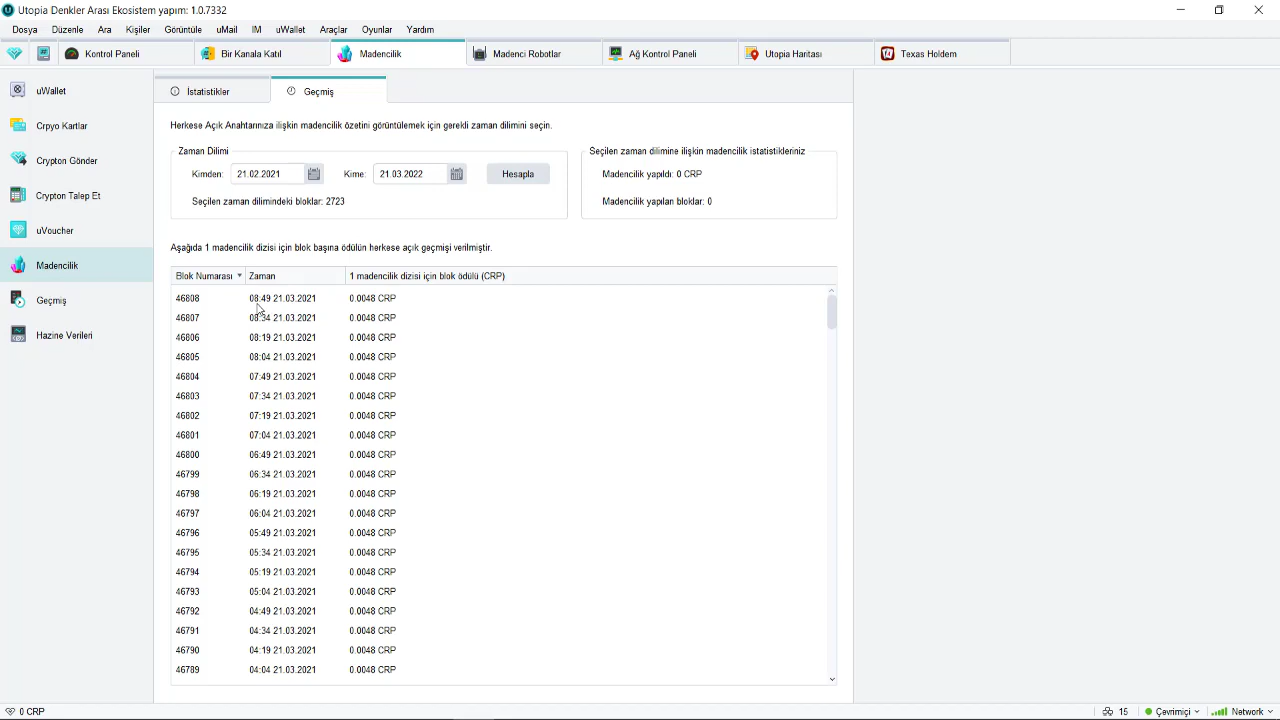 Utopia Denkler Arası Ekosistem yapım: 1.0.7332
Dosya Düzenle Ara Kişiler Görüntüle uMail IM uWallet Araçlar Oyunlar Yardım
Kontrol Paneli Bir Kanala Katıl Madencilik Madenci Robotlar Ağ Kontrol Paneli Utopia Haritası Texas Holdem
uWallet
Crpyo Kartlar
Crypton Gönder
Crypton Talep Et
uVoucher
Madencilik
Geçmiş
Hazine Verileri
İstatistikler Geçmiş
Herkese Açık Anahtarınıza ilişkin madencilik özetini görüntülemek için gerekli zaman dilimini seçin.
Zaman Dilimi
Kimden: 21.02.2021 Kime: 21.03.2022 Hesapla
Seçilen zaman dilimindeki bloklar: 2723
Seçilen zaman dilimine ilişkin madencilik istatistikleriniz
Madencilik yapıldı: 0 CRP
Madencilik yapılan bloklar: 0
Aşağıda 1 madencilik dizisi için blok başına ödülün herkese açık geçmişi verilmiştir.
Blok Numarası Zaman 1 madencilik dizisi için blok ödülü (CRP)
46808 08:49 21.03.2021 0.0048 CRP
46807 08:34 21.03.2021 0.0048 CRP
46806 08:19 21.03.2021 0.0048 CRP
46805 08:04 21.03.2021 0.0048 CRP
46804 07:49 21.03.2021 0.0048 CRP
46803 07:34 21.03.2021 0.0048 CRP
46802 07:19 21.03.2021 0.0048 CRP
46801 07:04 21.03.2021 0.0048 CRP
46800 06:49 21.03.2021 0.0048 CRP
46799 06:34 21.03.2021 0.0048 CRP
46798 06:19 21.03.2021 0.0048 CRP
46797 06:04 21.03.2021 0.0048 CRP
46796 05:49 21.03.2021 0.0048 CRP
46795 05:34 21.03.2021 0.0048 CRP
46794 05:19 21.03.2021 0.0048 CRP
46793 05:04 21.03.2021 0.0048 CRP
46792 04:49 21.03.2021 0.0048 CRP
46791 04:34 21.03.2021 0.0048 CRP
46790 04:19 21.03.2021 0.0048 CRP
46789 04:04 21.03.2021 0.0048 CRP
0 CRP 15 Çevrimiçi Network